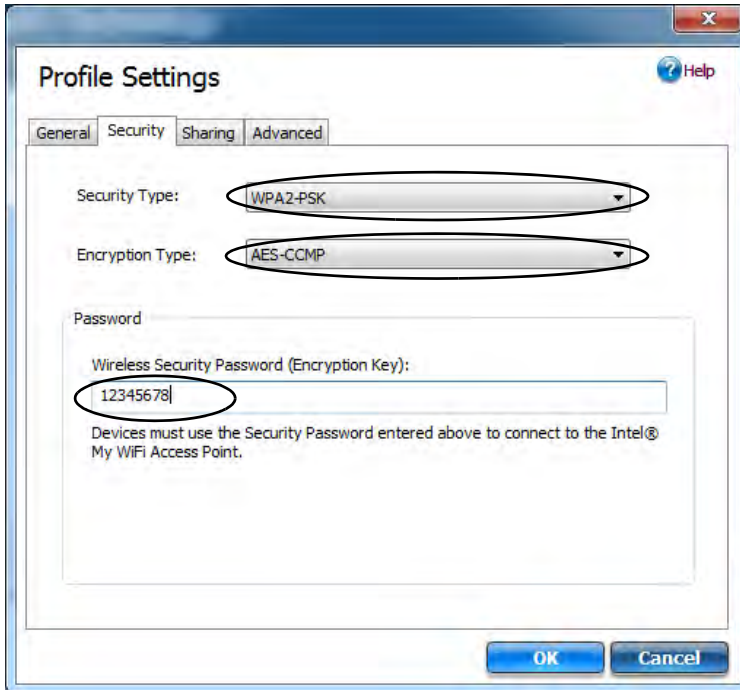 x
Profile Settings
? Help
General Security Sharing Advanced
Security Type: WPA2-PSK
Encryption Type: AES-CCMP
Password
Wireless Security Password (Encryption Key):
12345678
Devices must use the Security Password entered above to connect to the Intel®
My WiFi Access Point.
OK Cancel